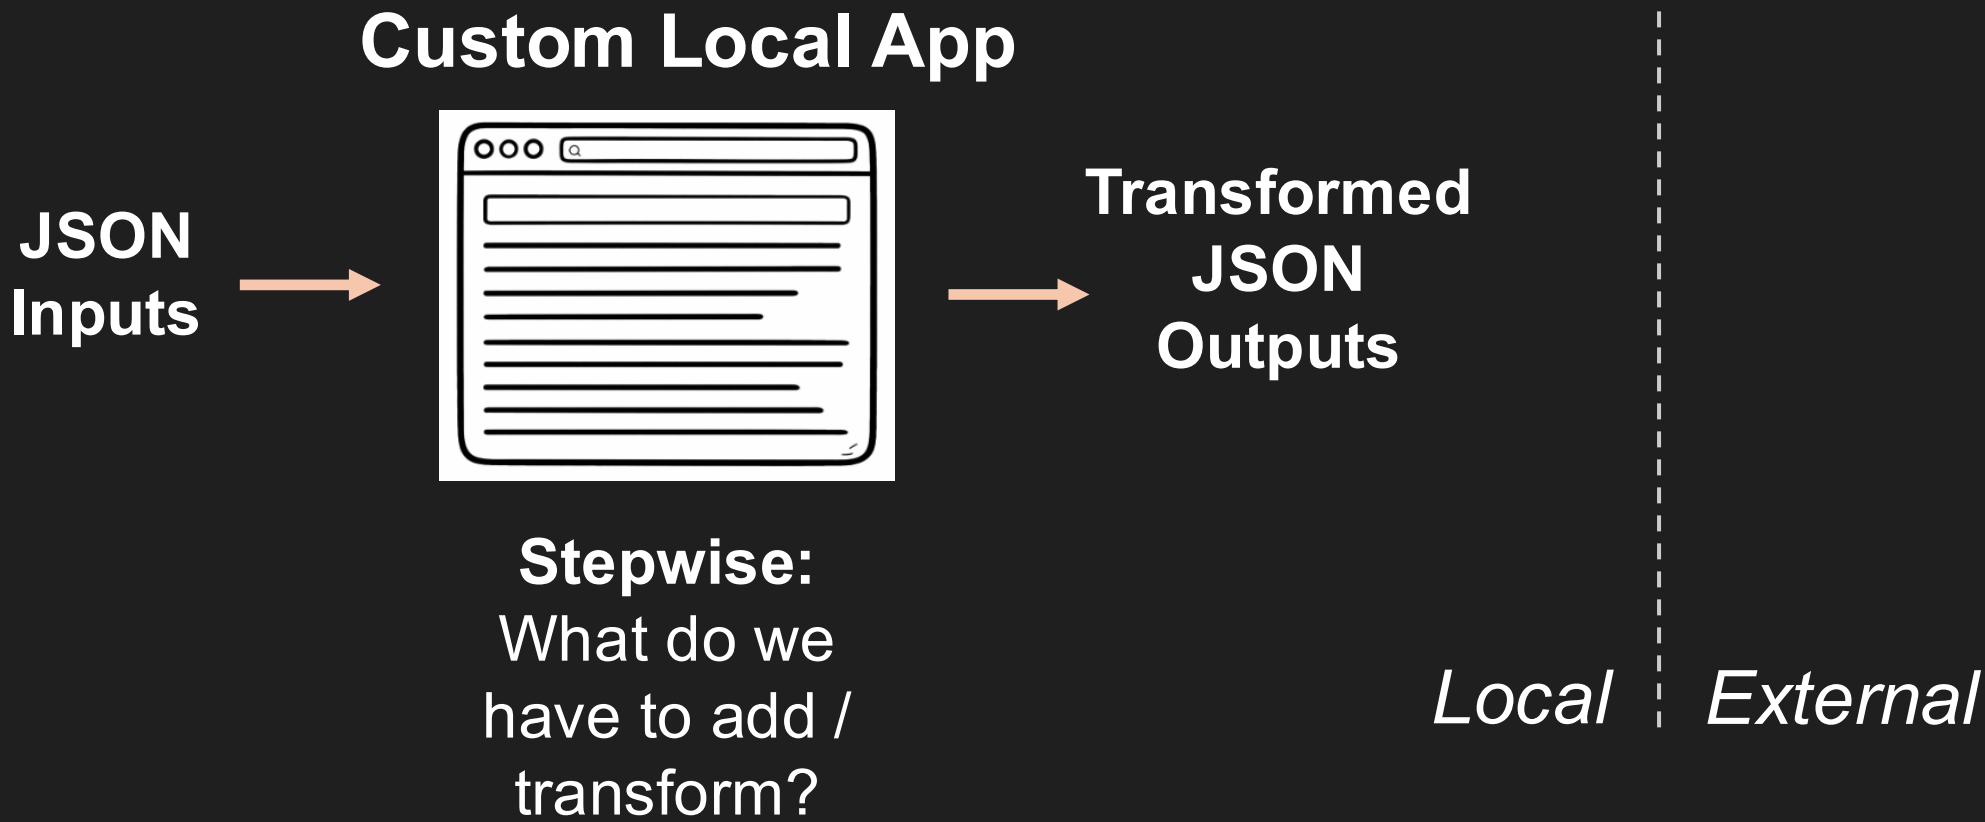 Custom Local App
JSON
Inputs
Transformed
JSON
Outputs
Stepwise:
What do we
have to add /
transform?
Local
External